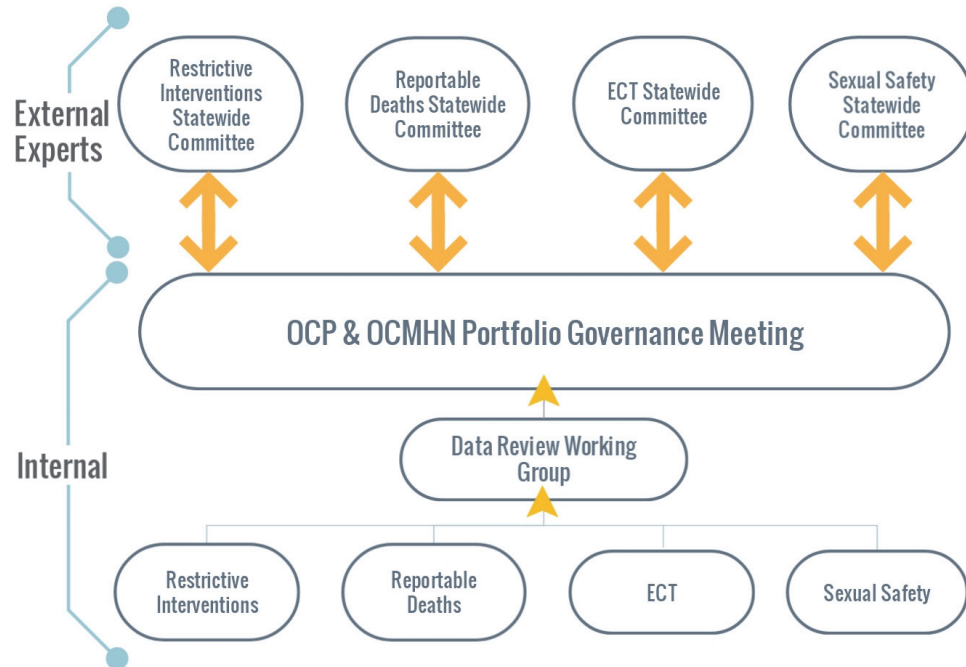 External
Experts
Restrictive
Interventions
Statewide
Committee
Reportable
Deaths Statewide
Committee
ECT Statewide
Committee
Sexual Safety
Statewide
Committee
OCP & OCMHN Portfolio Governance Meeting
Internal
Data Review Working
Group
Restrictive
Interventions
Reportable
Deaths
ECT
Sexual Safety